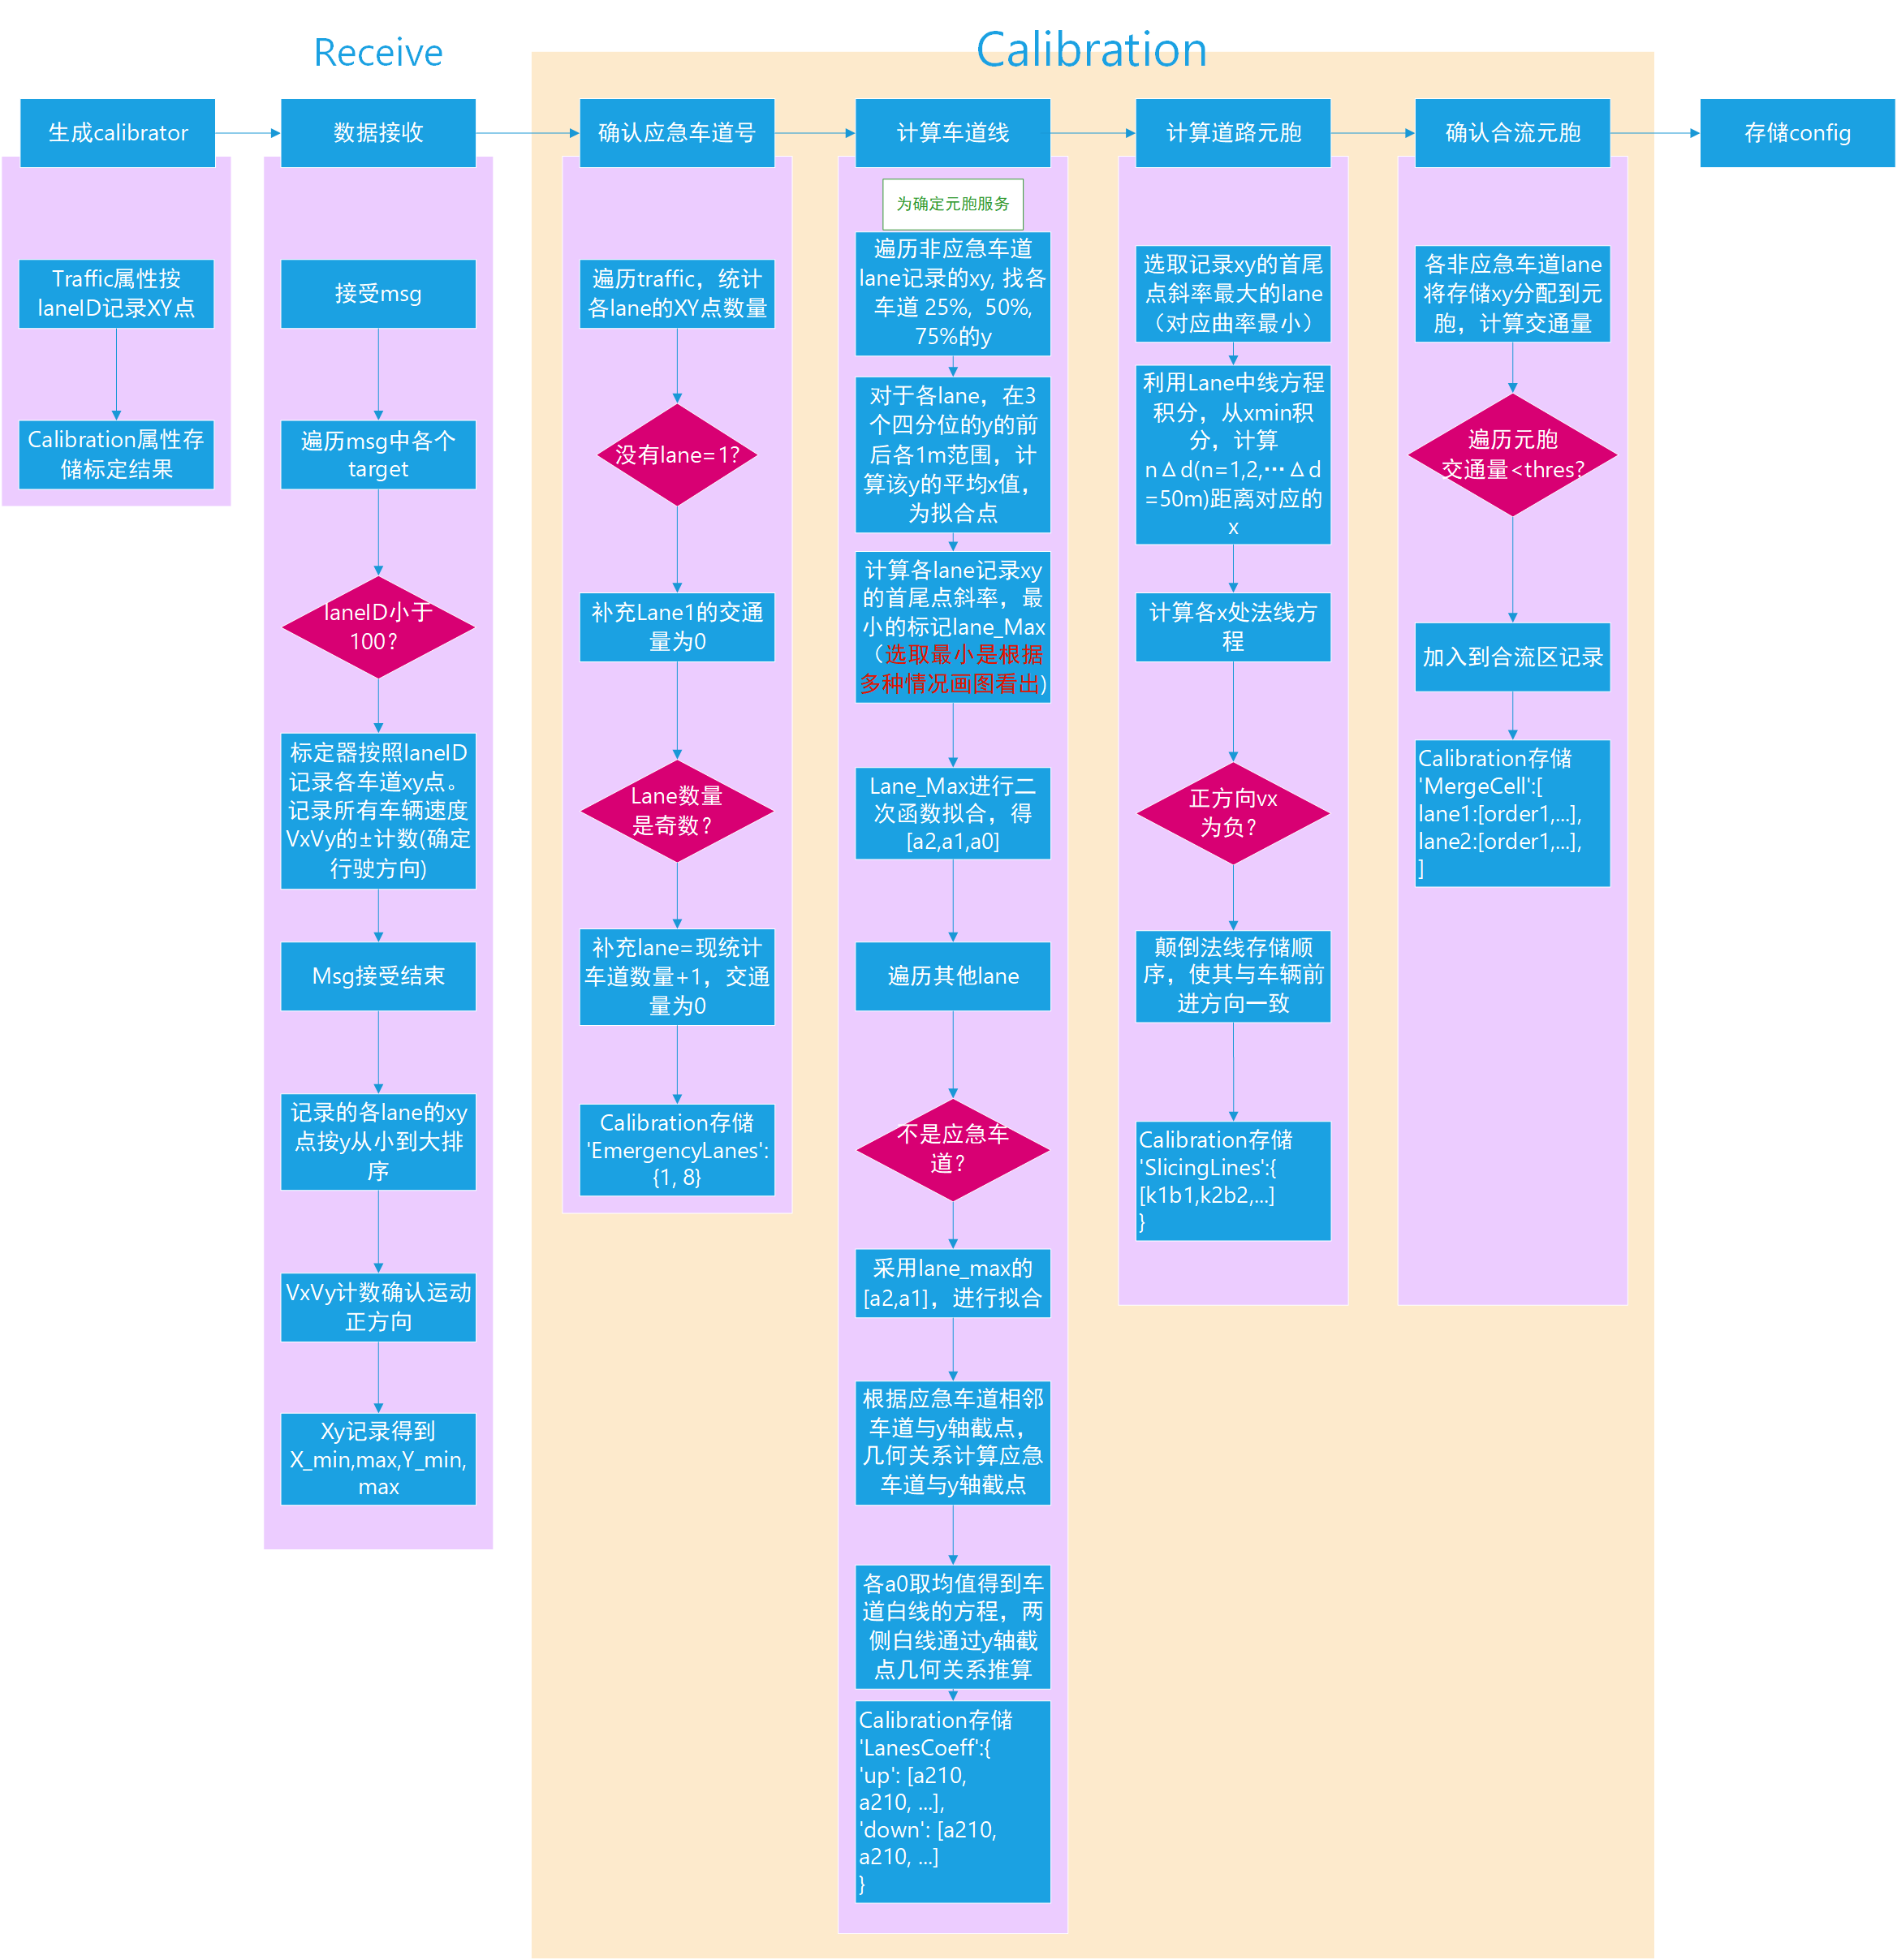 Receive
Calibration
生成calibrator
数据接收
确认应急车道号
计算车道线
计算道路元胞
确认合流元胞
存储config
Traffic属性按
laneID记录XY点
Calibration属性存
储标定结果
接受msg
遍历msg中各个
target
laneID小于
100？
标定器按照laneID
记录各车道xy点。
记录所有车辆速度
VxVy的±计数(确定
行驶方向)
Msg接受结束
记录的各lane的xy
点按y从小到大排
序
VxVy计数确认运动
正方向
Xy记录得到
X_min,max,Y_min,
max
遍历traffic，统计
各lane的XY点数量
没有lane=1?
补充Lane1的交通
量为0
Lane数量
是奇数？
补充lane=现统计
车道数量+1，交通
量为0
Calibration存储
'EmergencyLanes':
{1, 8}
为确定元胞服务
遍历非应急车道
lane记录的xy, 找各
车道 25%,  50%,
75%的y
对于各lane，在3
个四分位的y的前
后各1m范围，计
算该y的平均x值，
为拟合点
计算各lane记录xy
的首尾点斜率，最
小的标记lane_Max
（选取最小是根据
多种情况画图看出)
Lane_Max进行二
次函数拟合，得
[a2,a1,a0]
遍历其他lane
不是应急车
道？
采用lane_max的
[a2,a1]，进行拟合
根据应急车道相邻
车道与y轴截点，
几何关系计算应急
车道与y轴截点
各a0取均值得到车
道白线的方程，两
侧白线通过y轴截
点几何关系推算
Calibration存储
'LanesCoeff':{
'up': [a210,
a210, ...],
'down': [a210,
a210, ...]
}
选取记录xy的首尾
点斜率最大的lane
（对应曲率最小）
利用Lane中线方程
积分，从xmin积
分，计算
nΔd(n=1,2,…Δd
=50m)距离对应的
x
计算各x处法线方
程
正方向vx
为负？
颠倒法线存储顺
序，使其与车辆前
进方向一致
Calibration存储
'SlicingLines':{
[k1b1,k2b2,...]
}
各非应急车道lane
将存储xy分配到元
胞，计算交通量
遍历元胞
交通量<thres?
加入到合流区记录
Calibration存储
'MergeCell':[
lane1:[order1,...],
lane2:[order1,...],
]